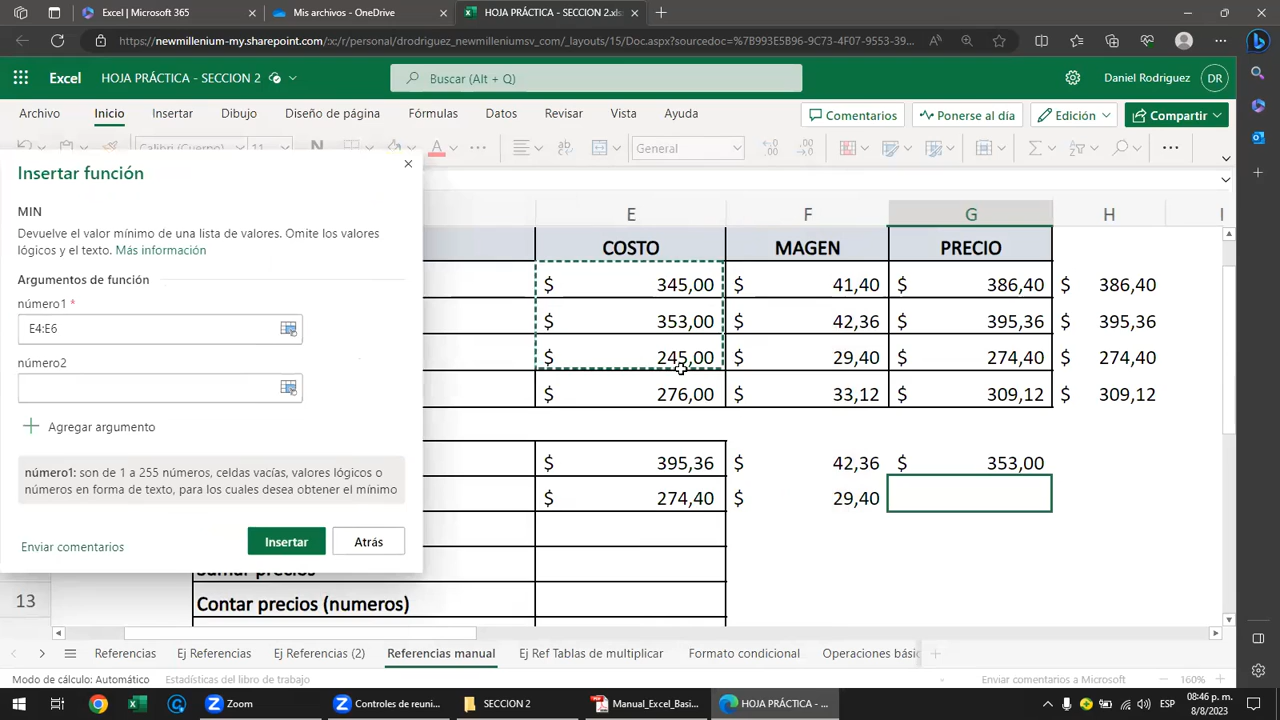 Excel | Microsoft 365
Mis archivos - OneDrive
HOJA PRÁCTICA - SECCION 2.xls
https://newmillenium-my.sharepoint.com/:x:/r/personal/drodriguez_newmilleniumsv_com/_layouts/15/Doc.aspx?sourcedoc=%7B993E5B96-9C73-4F07-9553-39...
Excel
HOJA PRÁCTICA - SECCION 2
Buscar (Alt + Q)
Daniel Rodriguez
DR
Archivo Inicio Insertar Dibujo Diseño de página Fórmulas Datos Revisar Vista Ayuda
Comentarios
Ponerse al día
Edición
Compartir
Calibri (Cuerpo)
N
A
ab
General
Insertar función
MIN
Devuelve el valor mínimo de una lista de valores. Omite los valores
lógicos y el texto. Más información
Argumentos de función
número1 *
E4:E6
número2
Agregar argumento
número1: son de 1 a 255 números, celdas vacías, valores lógicos o
números en forma de texto, para los cuales desea obtener el mínimo
Insertar
Atrás
Enviar comentarios
E F G H I
COSTO MAGEN PRECIO
$ 345,00 $ 41,40 $ 386,40 $ 386,40
$ 353,00 $ 42,36 $ 395,36 $ 395,36
$ 245,00 $ 29,40 $ 274,40 $ 274,40
$ 276,00 $ 33,12 $ 309,12 $ 309,12
$ 395,36 $ 42,36 $ 353,00
$ 274,40 $ 29,40
Sumar precios
13 Contar precios (numeros)
Referencias Ej Referencias Ej Referencias (2) Referencias manual Ej Ref Tablas de multiplicar Formato condicional Operaciones básic
Modo de cálculo: Automático Estadísticas del libro de trabajo
Enviar comentarios a Microsoft
160%
Zoom
Controles de reuni...
SECCION 2
Manual_Excel_Basi...
HOJA PRÁCTICA - ...
ESP
08:46 p. m.
8/8/2023